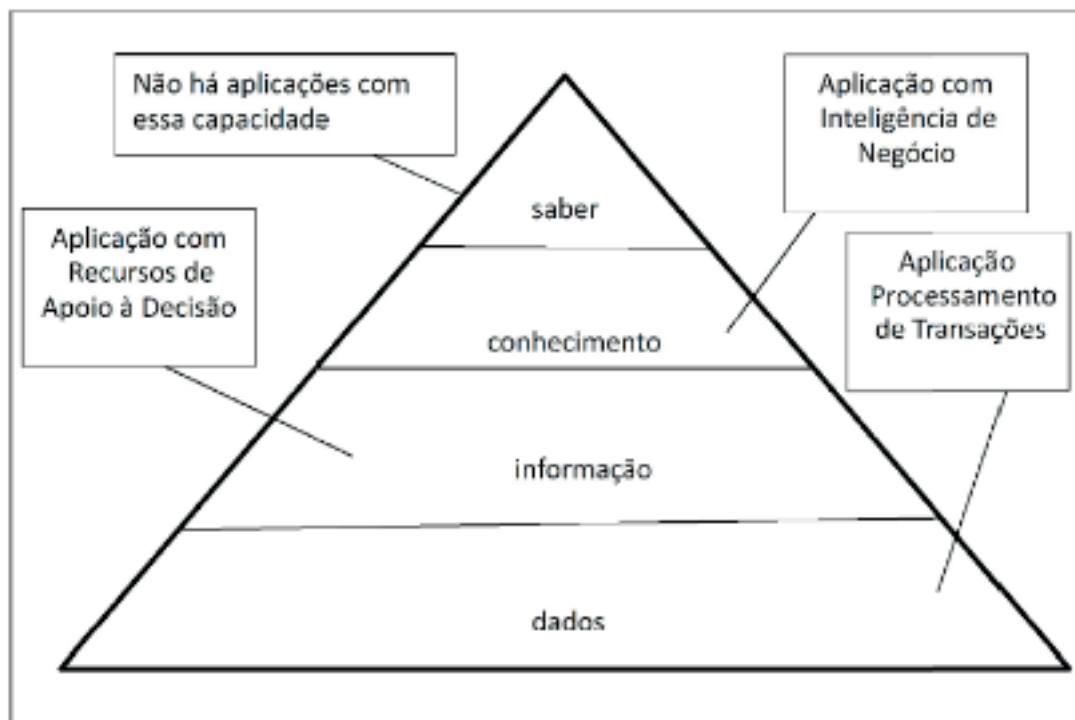 Não há aplicações com
essa capacidade
Aplicação com
Inteligência de
Negócio
saber
Aplicação com
Recursos de
Apoio à Decisão
Aplicação
Processamento
de Transações
conhecimento
informação
dados